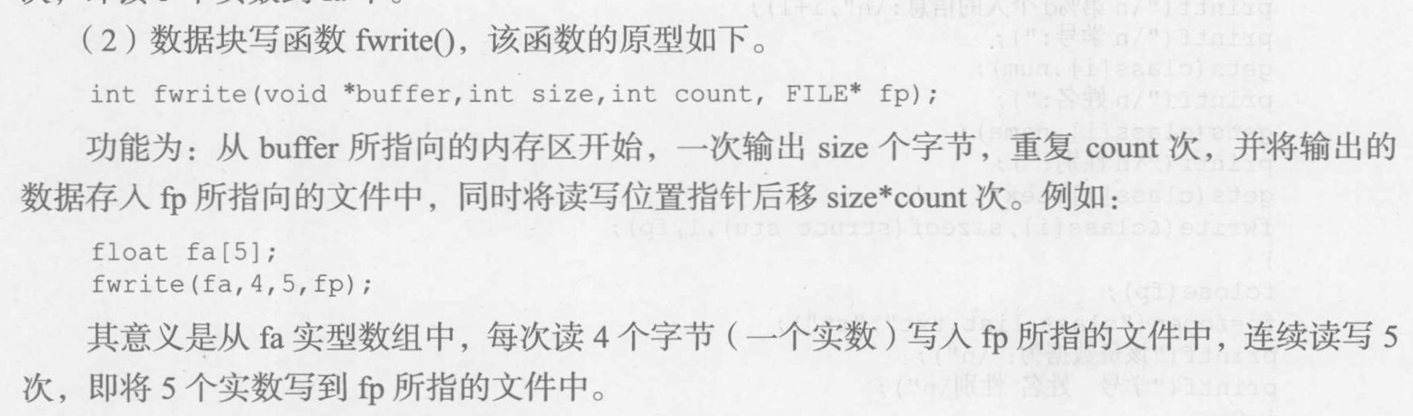 （2）数据块写函数 fwrite()，该函数的原型如下。
int fwrite(void *buffer,int size,int count, FILE* fp);
功能为：从 buffer 所指向的内存区开始，一次输出 size 个字节，重复 count 次，并将输出的
数据存入 fp 所指向的文件中，同时将读写位置指针后移 size*count 次。例如：
float fa[5];
fwrite(fa,4,5,fp);
其意义是从 fa 实型数组中，每次读 4 个字节（一个实数）写入 fp 所指的文件中，连续读写 5
次，即将 5 个实数写到 fp 所指的文件中。